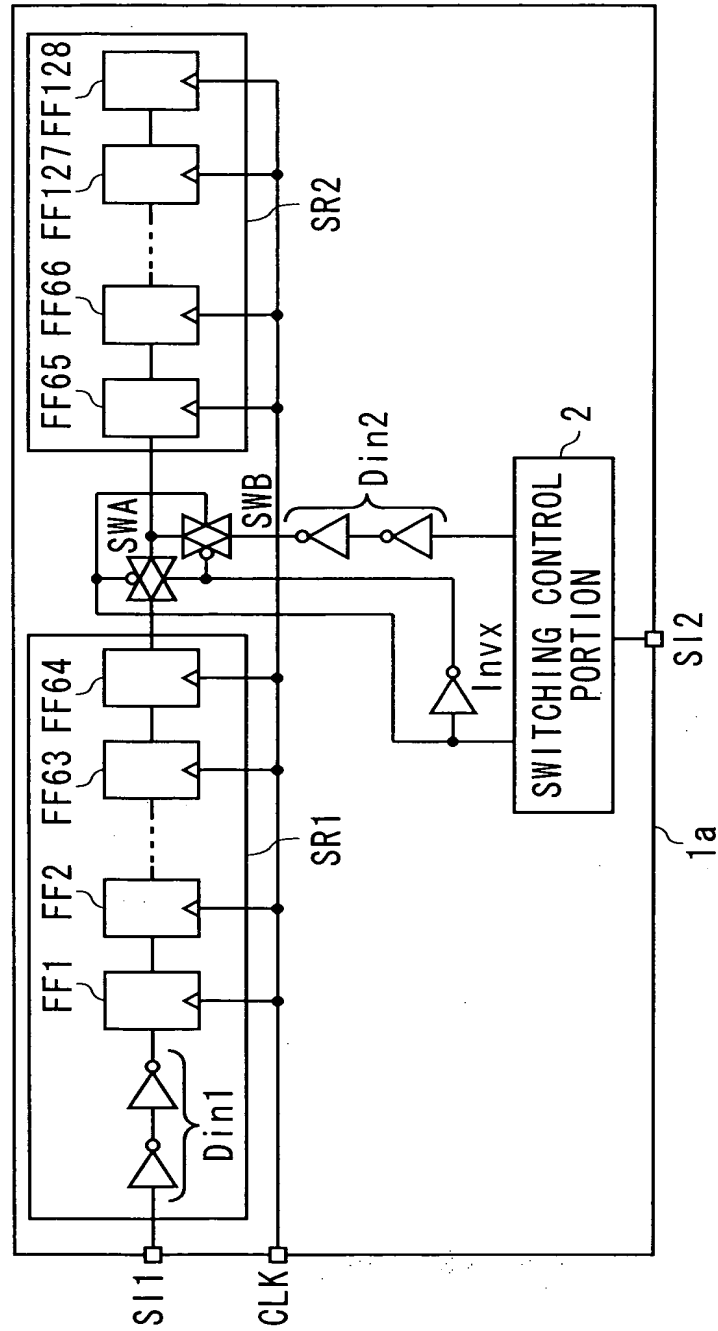 FF1
FF2
FF63
FF64
FF65
FF66
FF127
FF128
SWA
SI1
Din1
SR1
SR2
CLK
SWB
Din2
Invx
2
SWITCHING CONTROL
PORTION
SI2
1a